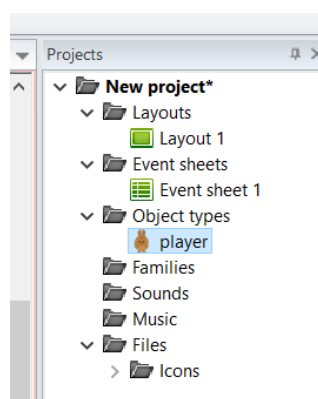 Projects
New project*
Layouts
Layout 1
Event sheets
Event sheet 1
Object types
player
Families
Sounds
Music
Files
Icons